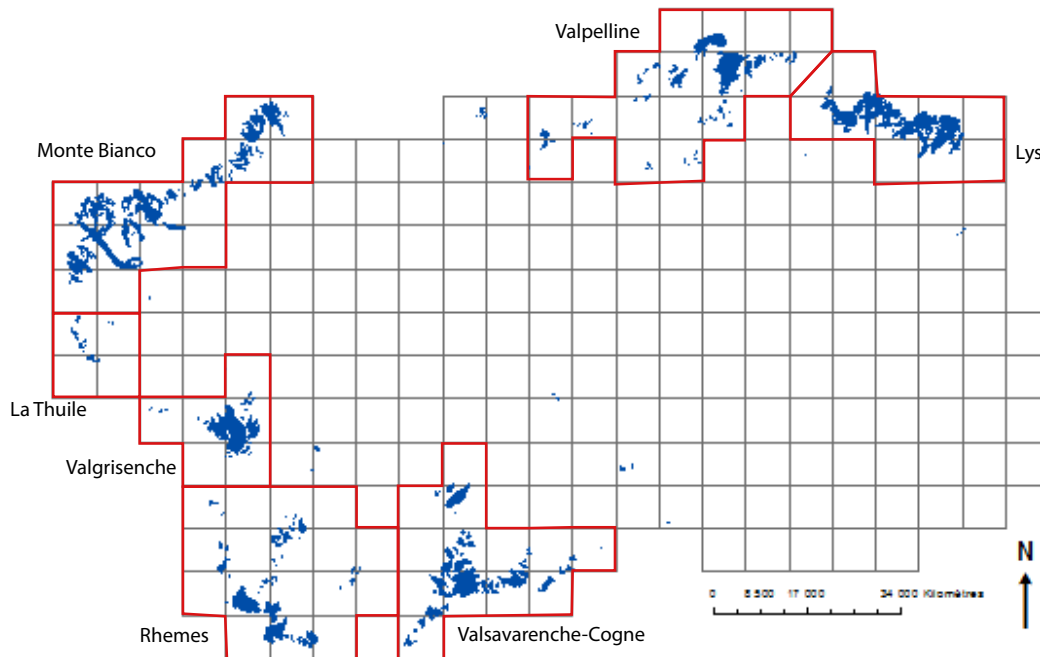 Valpelline
Monte Bianco
Lys
La Thuile
Valgrisenche
N
0 8 500 17 000 34 000 Kilomètres
Rhemes
Valsavarenche-Cogne